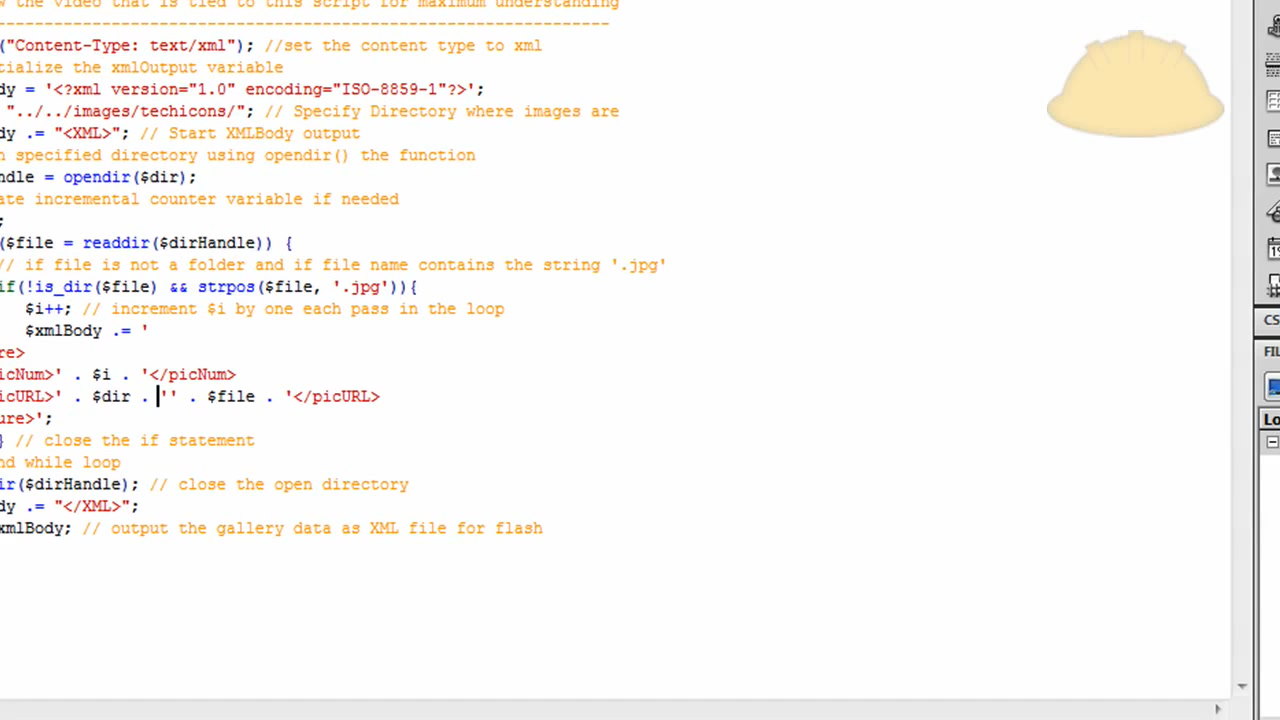 w the video that is tied to this script for maximum understanding
----------------------------------------------------------------
("Content-Type: text/xml"); //set the content type to xml
tialize the xmlOutput variable
dy = '<?xml version="1.0" encoding="ISO-8859-1"?>';
"../../images/techicons/"; // Specify Directory where images are
dy .= "<XML>"; // Start XMLBody output
n specified directory using opendir() the function
ndle = opendir($dir);
ate incremental counter variable if needed
;
($file = readdir($dirHandle)) {
// if file is not a folder and if file name contains the string '.jpg'
if(!is_dir($file) && strpos($file, '.jpg')){
$i++; // increment $i by one each pass in the loop
$xmlBody .= '
re>
icNum>' . $i . '</picNum>
icURL>' . $dir . '' . $file . '</picURL>
ure>';
} // close the if statement
nd while loop
ir($dirHandle); // close the open directory
dy .= "</XML>";
xmlBody; // output the gallery data as XML file for flash
CS
FIL
Lo